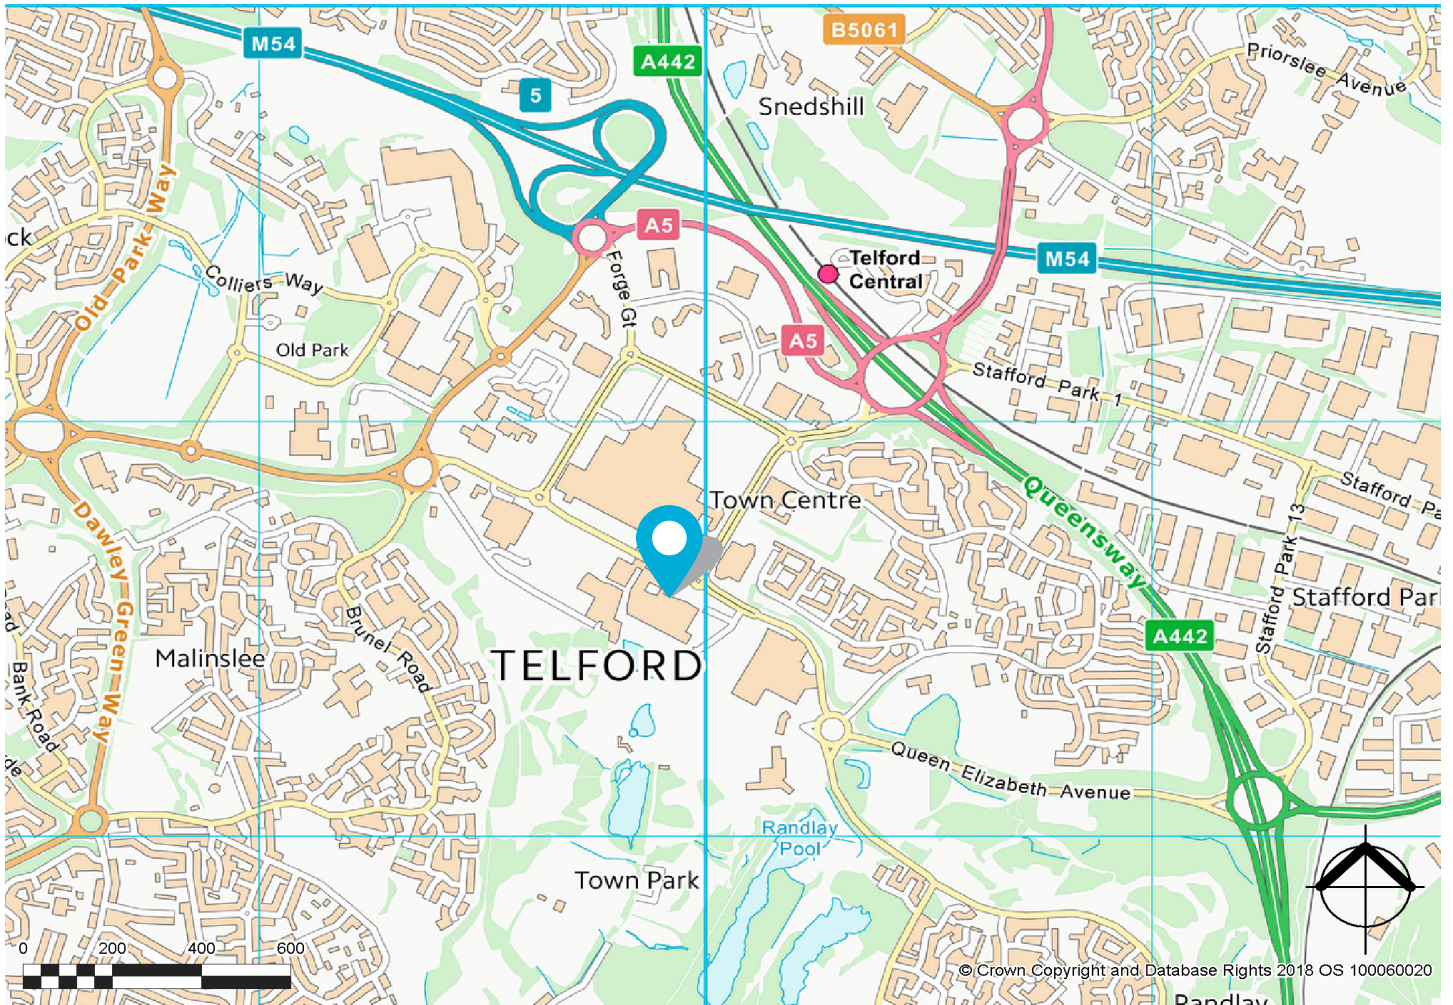 M54
5
A442
B5061
Priorslee Avenue
Snedshill
Old Park Way
ock
A5
Telford
Central
M54
Colliers Way
Forge Gt
Old Park
A5
Stafford Park 1
Town Centre
Queensway
Stafford Pa
Stafford Park 13
Dawley Green Way
Brunel Road
Stafford Par
A442
Malinslee
TELFORD
oad
Bank Road
de
Queen Elizabeth Avenue
Randlay
Pool
Town Park
0 200 400 600
© Crown Copyright and Database Rights 2018 OS 100060020
Randlay